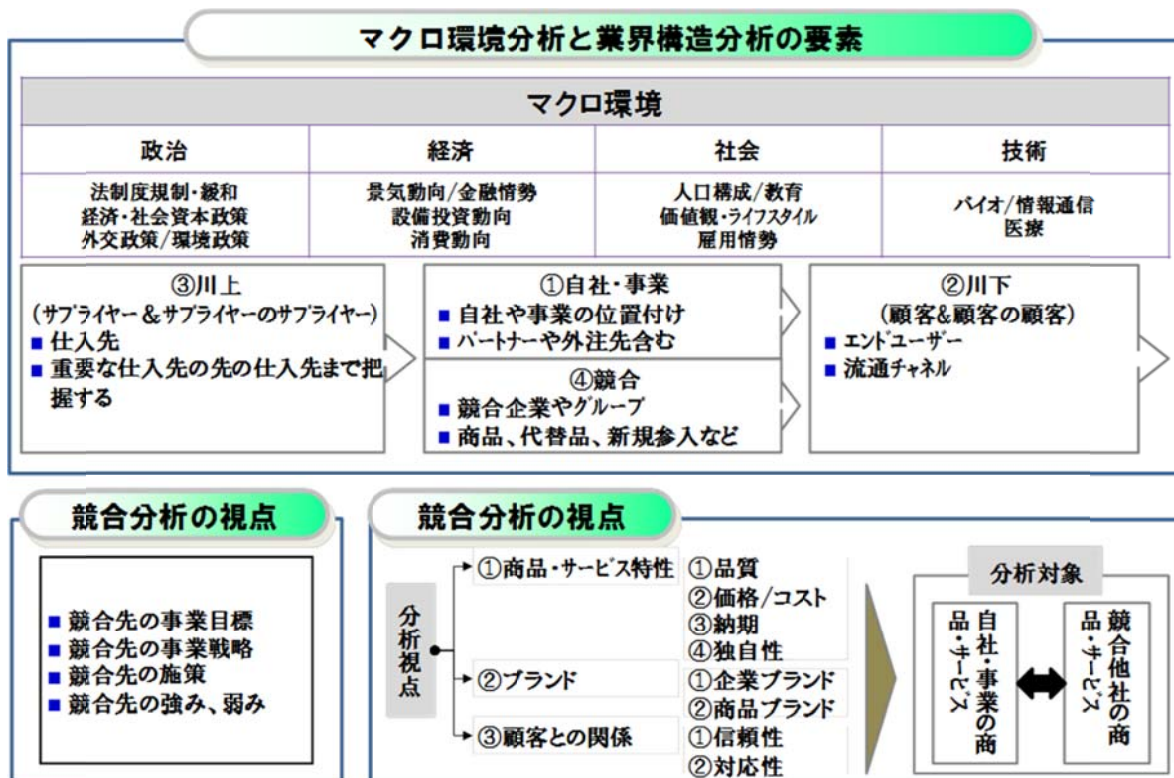 マクロ環境分析と業界構造分析の要素
マクロ環境
政治
経済
社会
技術
法制度規制・緩和
経済・社会資本政策
外交政策/環境政策
景気動向/金融情勢
設備投資動向
消費動向
人口構成/教育
価値観・ライフスタイル
雇用情勢
バイオ/情報通信
医療
③川上
(サプライヤー&サプライヤーのサプライヤー)
■ 仕入先
■ 重要な仕入先の先の仕入先まで把
握する
①自社・事業
■ 自社や事業の位置付け
■ パートナーや外注先含む
④競合
■ 競合企業やグループ
■ 商品、代替品、新規参入など
②川下
(顧客&顧客の顧客)
■ エンドユーザー
■ 流通チャネル
競合分析の視点
■ 競合先の事業目標
■ 競合先の事業戦略
■ 競合先の施策
■ 競合先の強み、弱み
競合分析の視点
分析視点
①商品・サービス特性
①品質
②価格/コスト
③納期
④独自性
②ブランド
①企業ブランド
②商品ブランド
③顧客との関係
①信頼性
②対応性
分析対象
自社・事業の商
品・サービス
競合他社の商
品・サービス